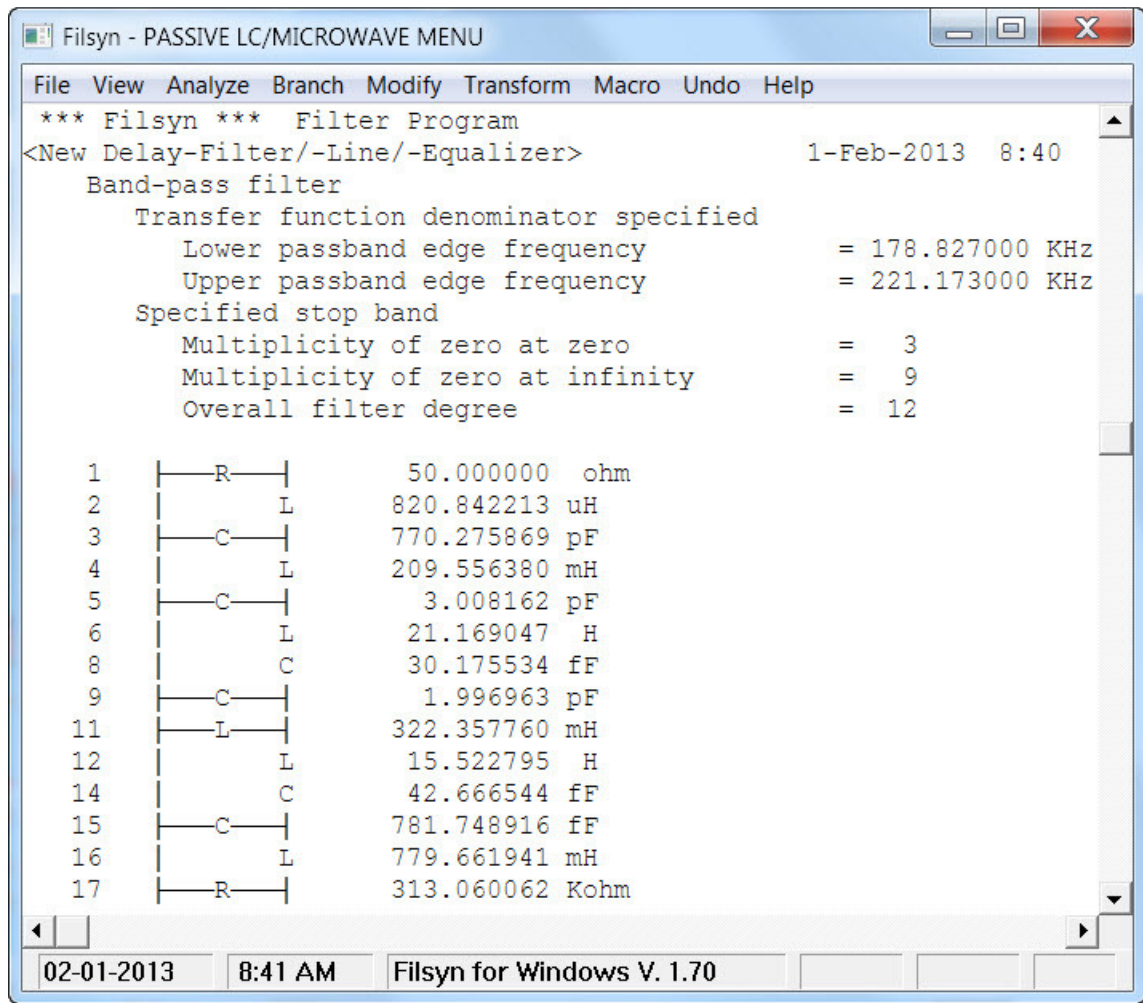 Filsyn - PASSIVE LC/MICROWAVE MENU
File View Analyze Branch Modify Transform Macro Undo Help
*** Filsyn *** Filter Program
<New Delay-Filter/-Line/-Equalizer> 1-Feb-2013 8:40
Band-pass filter
Transfer function denominator specified
Lower passband edge frequency = 178.827000 KHz
Upper passband edge frequency = 221.173000 KHz
Specified stop band
Multiplicity of zero at zero = 3
Multiplicity of zero at infinity = 9
Overall filter degree = 12
1 R 50.000000 ohm
2 L 820.842213 uH
3 C 770.275869 pF
4 L 209.556380 mH
5 C 3.008162 pF
6 L 21.169047 H
8 C 30.175534 fF
9 C 1.996963 pF
11 L 322.357760 mH
12 L 15.522795 H
14 C 42.666544 fF
15 C 781.748916 fF
16 L 779.661941 mH
17 R 313.060062 Kohm
02-01-2013 8:41 AM Filsyn for Windows V. 1.70